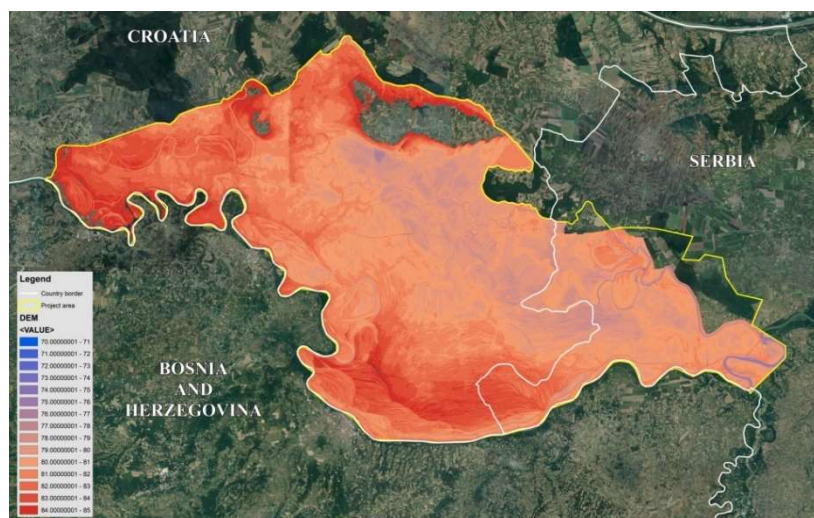 CROATIA
SERBIA
BOSNIA
AND
HERZEGOVINA
Legend
Country border
Project area
DEM
<VALUE>
70.00000001 - 71
71.00000001 - 72
72.00000001 - 73
73.00000001 - 74
74.00000001 - 75
75.00000001 - 76
76.00000001 - 77
77.00000001 - 78
78.00000001 - 79
79.00000001 - 80
80.00000001 - 81
81.00000001 - 82
82.00000001 - 83
83.00000001 - 84
84.00000001 - 85